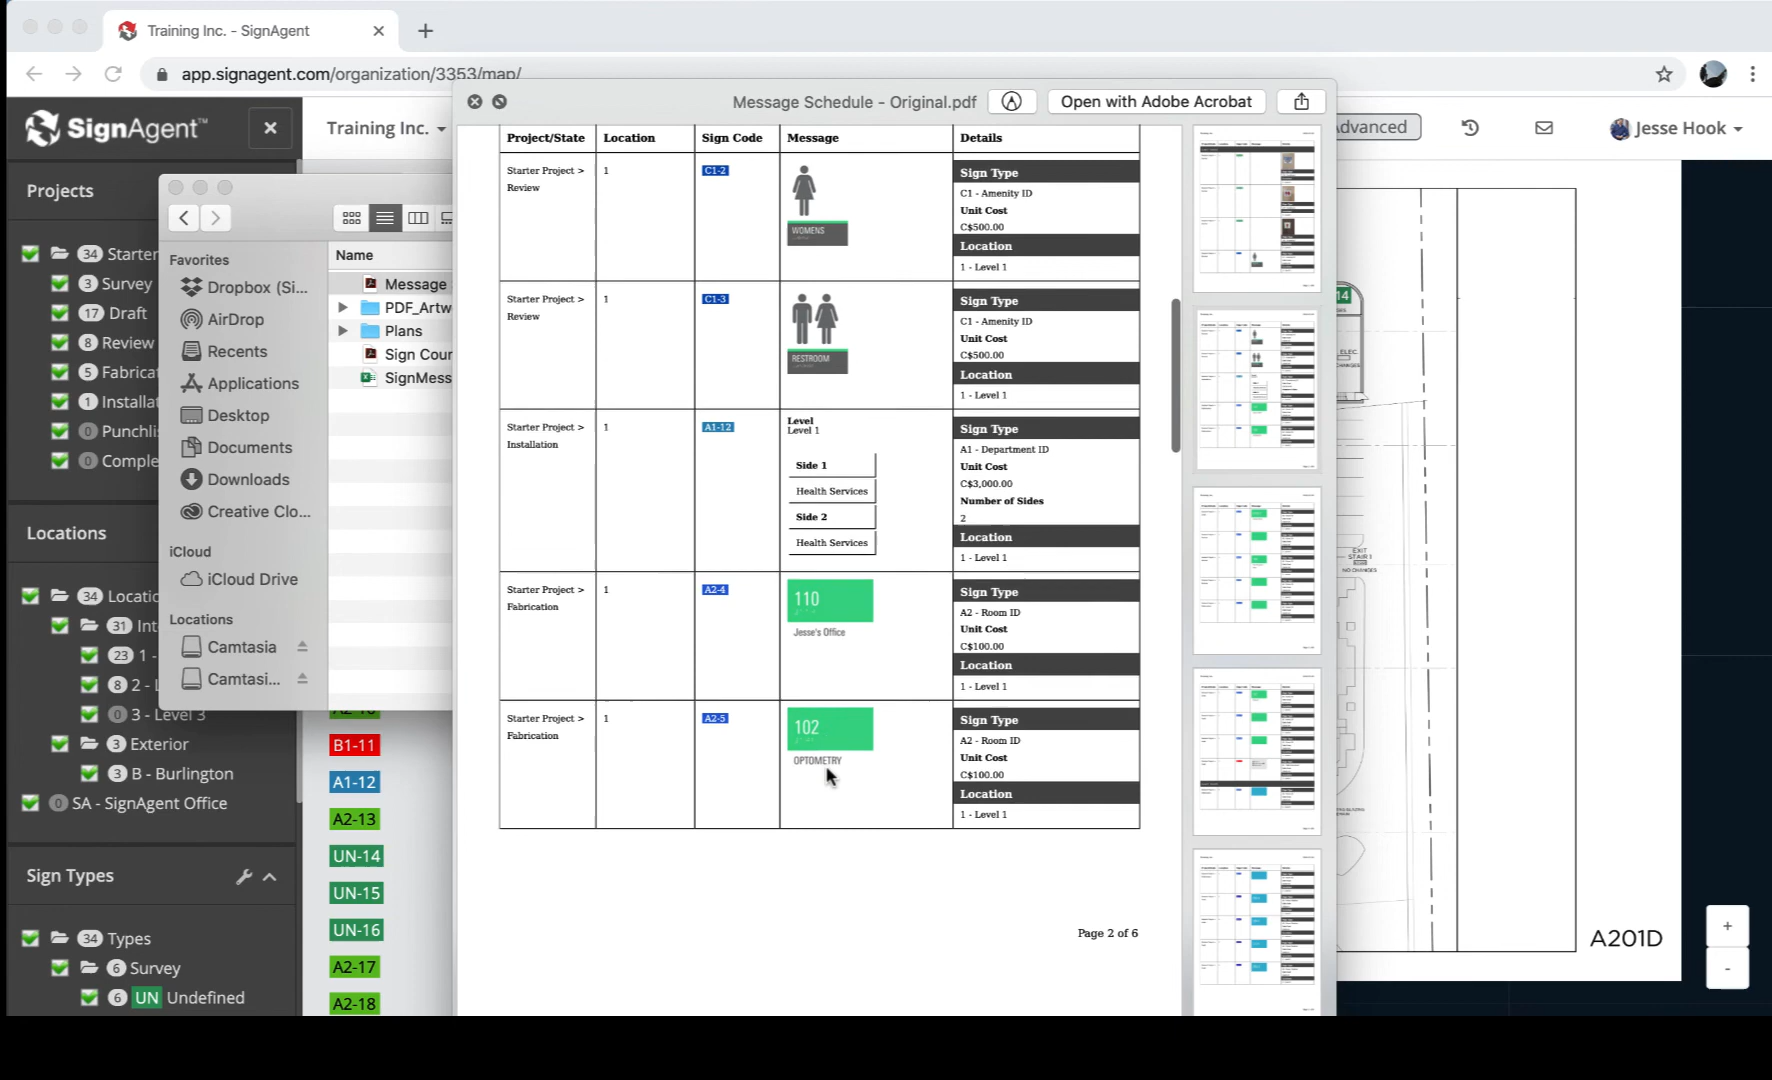 Training Inc. - SignAgent
app.signagent.com/organization/3353/map/
SignAgent™
Training Inc.
Advanced
Jesse Hook
Projects
34 Starter
3 Survey
17 Draft
8 Review
5 Fabricat
1 Installat
0 Punchli
0 Comple
Locations
34 Locatio
31 Int
23 1 -
8 2 - L
0 3 - Level 3
3 Exterior
3 B - Burlington
0 SA - SignAgent Office
Sign Types
34 Types
6 Survey
6 UN Undefined
Favorites
Dropbox (Si...
AirDrop
Recents
Applications
Desktop
Documents
Downloads
Creative Clo...
iCloud
iCloud Drive
Locations
Camtasia
Camtasi...
Name
Message
PDF_Artw
Plans
Sign Cour
SignMess
B1-11
A1-12
A2-13
UN-14
UN-15
UN-16
A2-17
A2-18
Message Schedule - Original.pdf
Open with Adobe Acrobat
Project/State Location Sign Code Message Details
Starter Project >
Review
1
C1-2
WOMENS
Sign Type
C1 - Amenity ID
Unit Cost
C$500.00
Location
1 - Level 1
Starter Project >
Review
1
C1-3
RESTROOM
Sign Type
C1 - Amenity ID
Unit Cost
C$500.00
Location
1 - Level 1
Starter Project >
Installation
1
A1-12
Level
Level 1
Side 1
Health Services
Side 2
Health Services
Sign Type
A1 - Department ID
Unit Cost
C$3,000.00
Number of Sides
2
Location
1 - Level 1
Starter Project >
Fabrication
1
A2-4
110
Jesse's Office
Sign Type
A2 - Room ID
Unit Cost
C$100.00
Location
1 - Level 1
Starter Project >
Fabrication
1
A2-5
102
OPTOMETRY
Sign Type
A2 - Room ID
Unit Cost
C$100.00
Location
1 - Level 1
Page 2 of 6
14
ELEC.
EXIT
STAIR 1
NO CHANGES
A201D